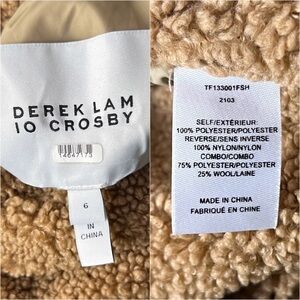 DEREK LAM
10 CROSBY
14647173
6
IN
CHINA
TF133001FSH
2103
SELF/EXTÉRIEUR:
100% POLYESTER/POLYESTER
REVERSE/SENS INVERSE
100% NYLON/NYLON
COMBO/COMBO
75% POLYESTER/POLYESTER
25% WOOL/LAINE
MADE IN CHINA
FABRIQUÉ EN CHINE